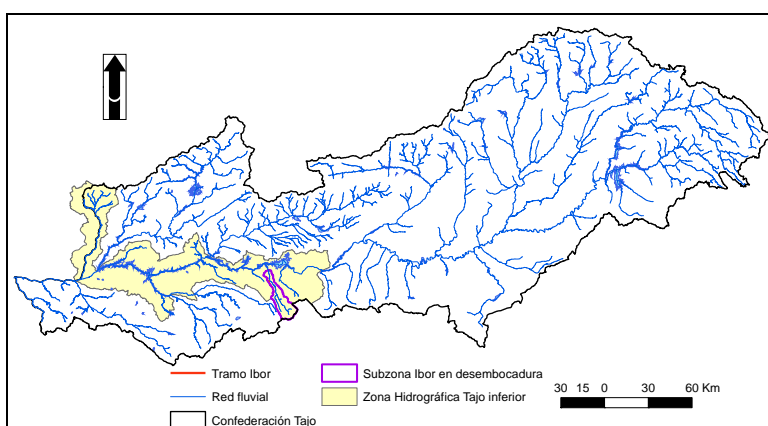 Tramo Ibor
Subzona Ibor en desembocadura
Red fluvial
Zona Hidrográfica Tajo inferior
30 15 0 30 60 Km
Confederación Tajo